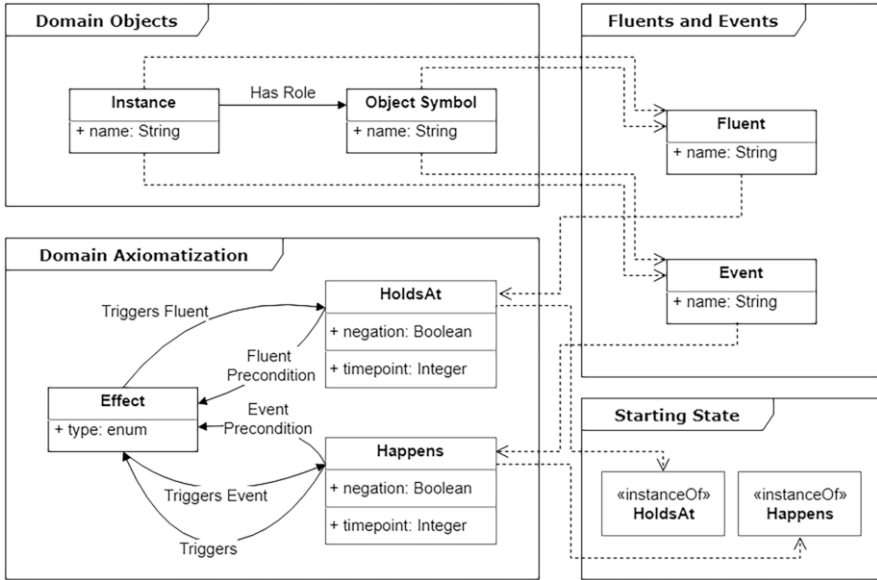 Domain Objects
Instance
+ name: String
Has Role
Object Symbol
+ name: String
Fluents and Events
Fluent
+ name: String
Event
+ name: String
Domain Axiomatization
Triggers Fluent
HoldsAt
+ negation: Boolean
+ timepoint: Integer
Fluent
Precondition
Effect
+ type: enum
Event
Precondition
Happens
+ negation: Boolean
+ timepoint: Integer
Triggers Event
Triggers
Starting State
«instanceOf»
HoldsAt
«instanceOf»
Happens